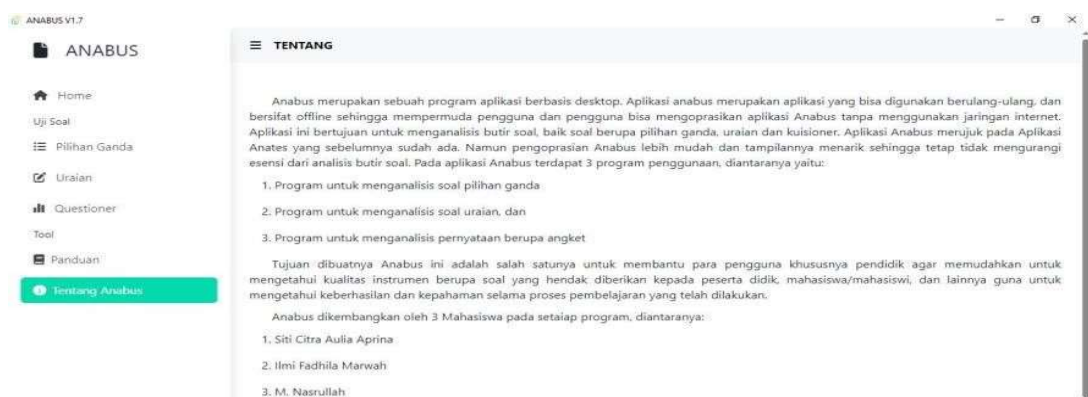 ANABUS V1.7
ANABUS
Home
Uji Soal
Pilihan Ganda
Uraian
Questioner
Tool
Panduan
Tentang Anabus
TENTANG
Anabus merupakan sebuah program aplikasi berbasis desktop. Aplikasi anabus merupakan aplikasi yang bisa digunakan berulang-ulang, dan
bersifat offline sehingga mempermuda pengguna dan pengguna bisa mengoprasikan aplikasi Anabus tanpa menggunakan jaringan internet.
Aplikasi ini bertujuan untuk menganalisis butir soal, baik soal berupa pilihan ganda, uraian dan kuisioner. Aplikasi Anabus merujuk pada Aplikasi
Anates yang sebelumnya sudah ada. Namun pengoprasian Anabus lebih mudah dan tampilannya menarik sehingga tetap tidak mengurangi
esensi dari analisis butir soal. Pada aplikasi Anabus terdapat 3 program penggunaan, diantaranya yaitu:
1. Program untuk menganalisis soal pilihan ganda
2. Program untuk menganalisis soal uraian, dan
3. Program untuk menganalisis pernyataan berupa angket
Tujuan dibuatnya Anabus ini adalah salah satunya untuk membantu para pengguna khususnya pendidik agar memudahkan untuk
mengetahui kualitas instrumen berupa soal yang hendak diberikan kepada peserta didik, mahasiswa/mahasiswi, dan lainnya guna untuk
mengetahui keberhasilan dan kepahaman selama proses pembelajaran yang telah dilakukan.
Anabus dikembangkan oleh 3 Mahasiswa pada setaiap program, diantaranya:
1. Siti Citra Aulia Aprina
2. Ilmi Fadhila Marwah
3. M. Nasrullah